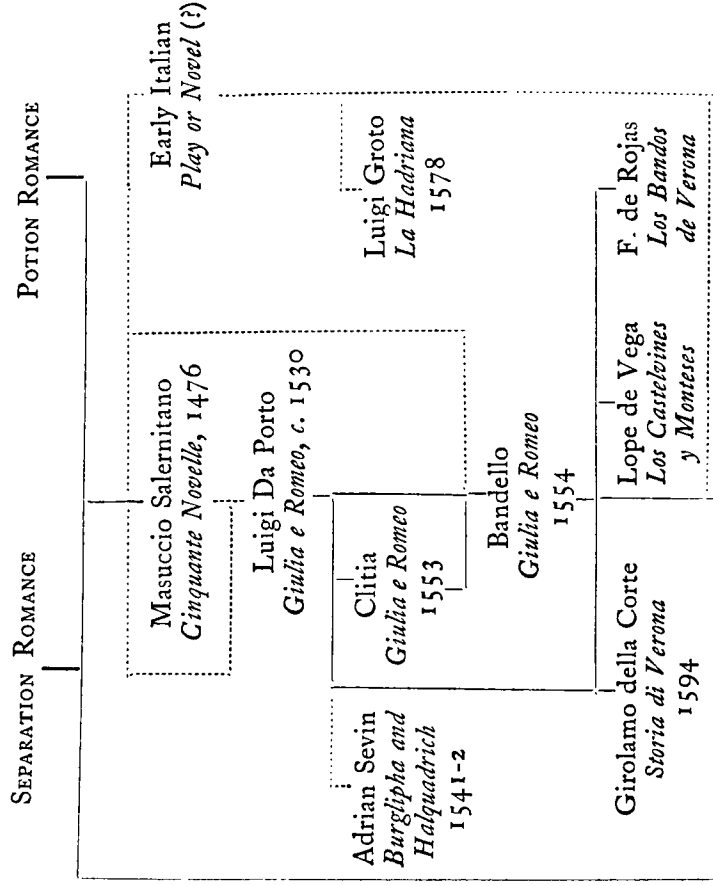 SEPARATION ROMANCE
POTION ROMANCE
Masuccio Salernitano
Cinquante Novelle, 1476
Early Italian
Play or Novel (?)
Luigi Da Porto
Giulia e Romeo, c. 1530
Adrian Sevin
Burglipha and
Halquadrich
1541-2
Clitia
Giulia e Romeo
1553
Luigi Groto
La Hadriana
1578
Bandello
Giulia e Romeo
1554
Girolamo della Corte
Storia di Verona
1594
Lope de Vega
Los Castelvines
y Monteses
F. de Rojas
Los Bandos
de Verona